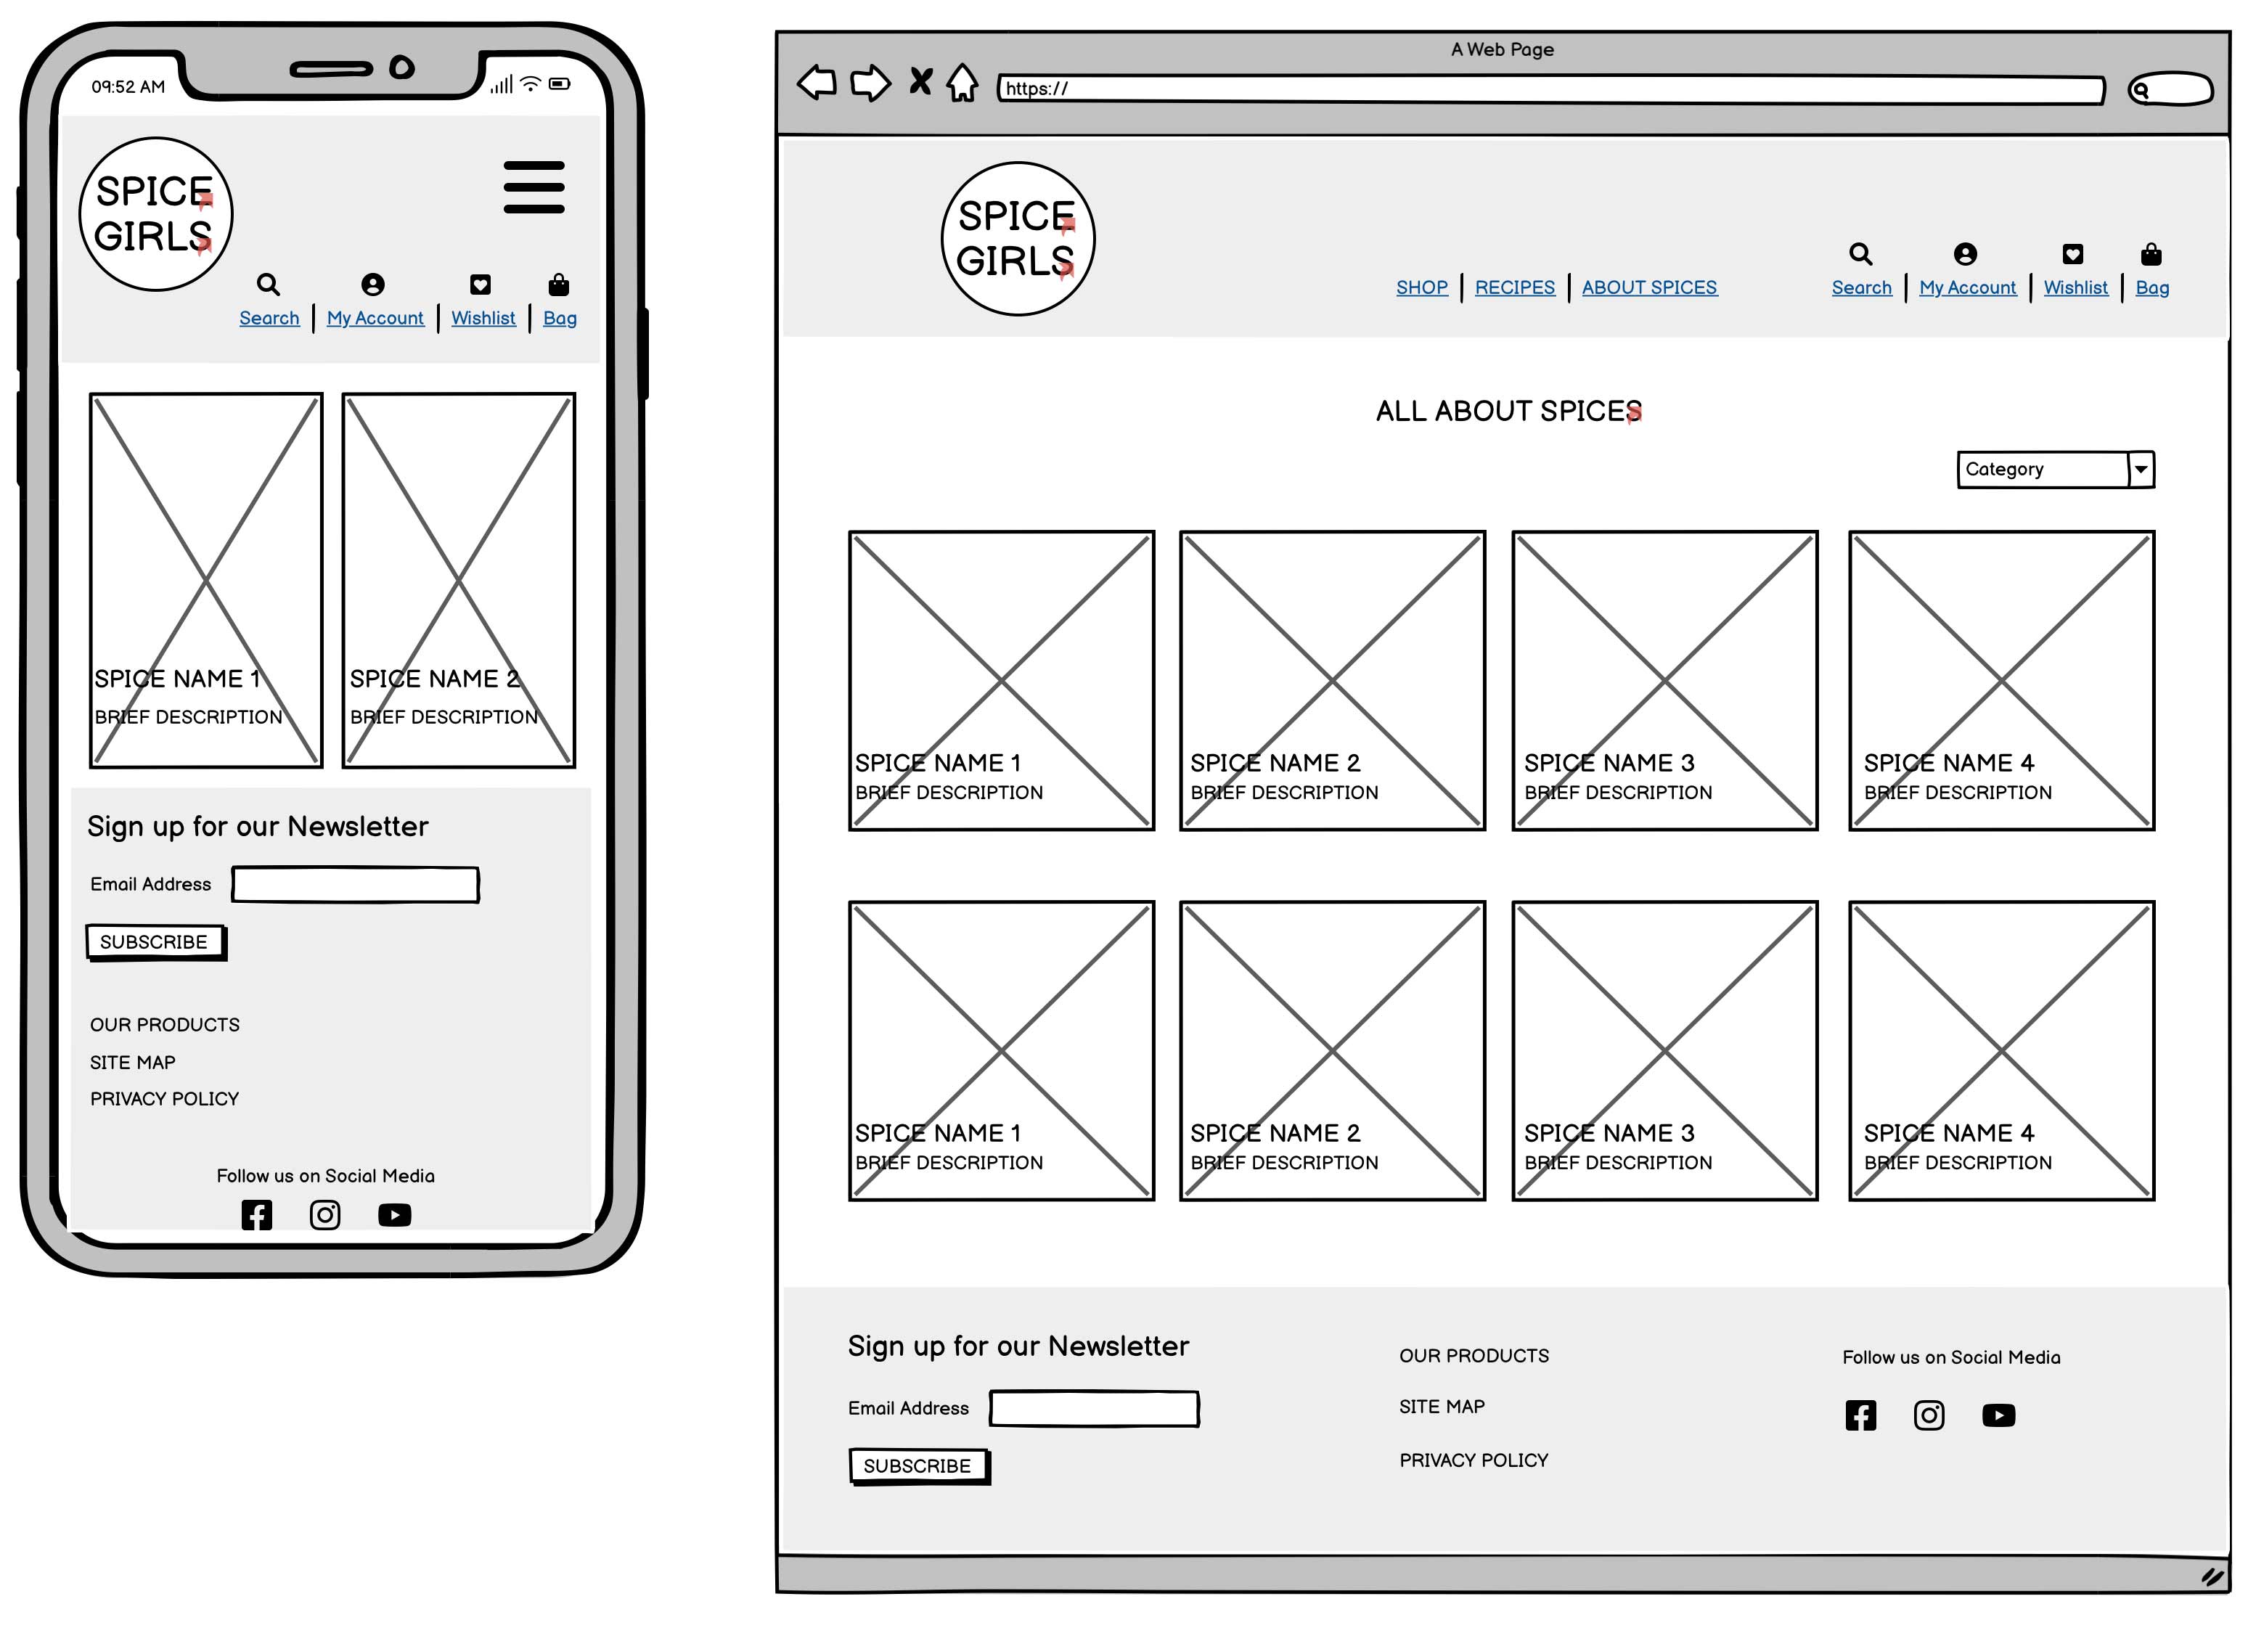 09:52 AM
SPICE
GIRLS
Search
My Account
Wishlist
Bag
SPICE NAME 1
BRIEF DESCRIPTION
SPICE NAME 2
BRIEF DESCRIPTION
Sign up for our Newsletter
Email Address
SUBSCRIBE
OUR PRODUCTS
SITE MAP
PRIVACY POLICY
Follow us on Social Media
A Web Page
https://
SPICE
GIRLS
SHOP
RECIPES
ABOUT SPICES
Search
My Account
Wishlist
Bag
ALL ABOUT SPICES
Category
SPICE NAME 1
BRIEF DESCRIPTION
SPICE NAME 2
BRIEF DESCRIPTION
SPICE NAME 3
BRIEF DESCRIPTION
SPICE NAME 4
BRIEF DESCRIPTION
SPICE NAME 1
BRIEF DESCRIPTION
SPICE NAME 2
BRIEF DESCRIPTION
SPICE NAME 3
BRIEF DESCRIPTION
SPICE NAME 4
BRIEF DESCRIPTION
Sign up for our Newsletter
Email Address
SUBSCRIBE
OUR PRODUCTS
SITE MAP
PRIVACY POLICY
Follow us on Social Media